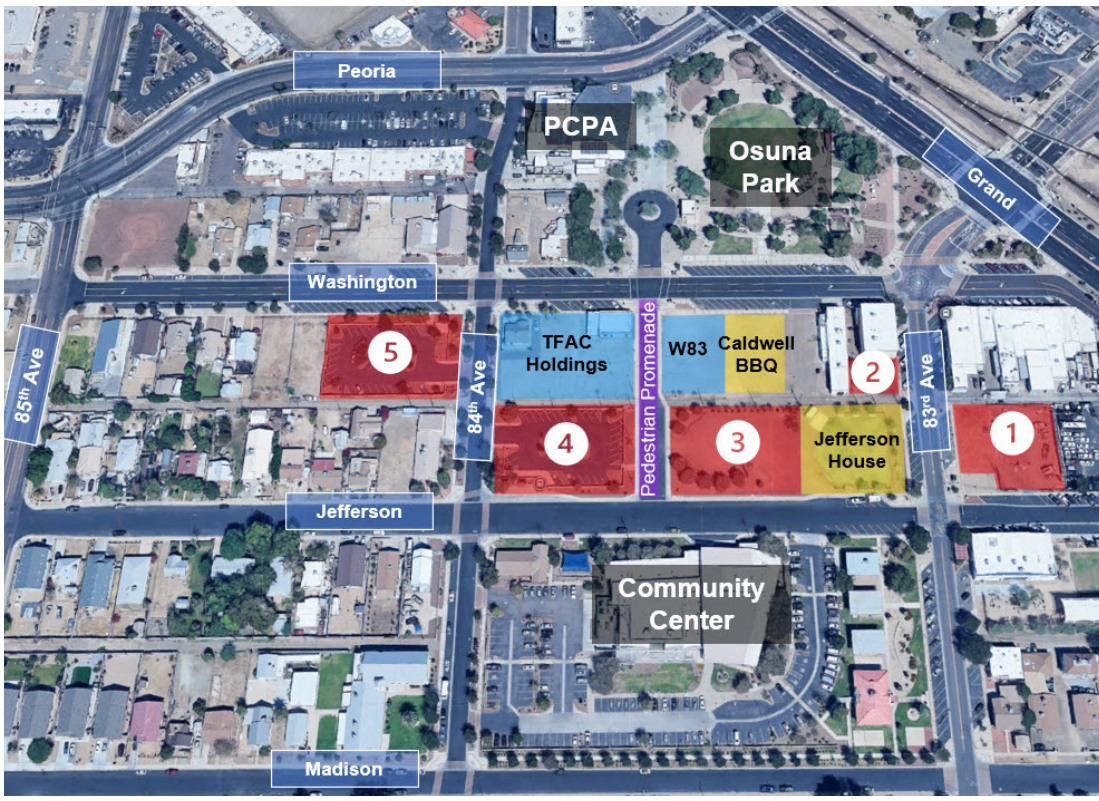 Peoria
PCPA
Osuna
Park
Grand
Washington
85th Ave
5
84th Ave
TFAC
Holdings
Pedestrian Promenade
W83
Caldwell
BBQ
2
83rd Ave
4
3
Jefferson
House
1
Jefferson
Community
Center
Madison